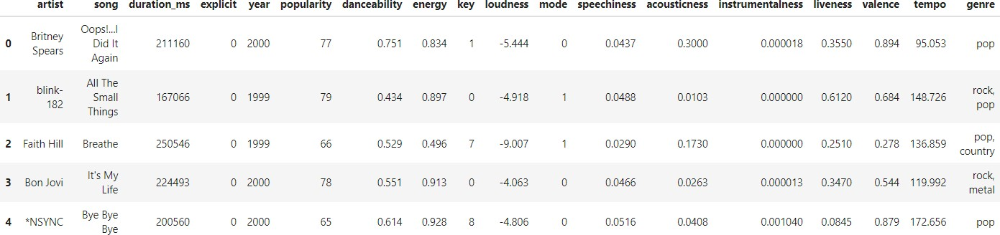 artist song duration_ms explicit year popularity danceability energy key loudness mode speechiness acousticness instrumentalness liveness valence tempo genre
0 Britney Spears Oops!...I Did It Again 211160 0 2000 77 0.751 0.834 1 -5.444 0 0.0437 0.3000 0.000018 0.3550 0.894 95.053 pop
1 blink-182 All The Small Things 167066 0 1999 79 0.434 0.897 0 -4.918 1 0.0488 0.0103 0.000000 0.6120 0.684 148.726 rock, pop
2 Faith Hill Breathe 250546 0 1999 66 0.529 0.496 7 -9.007 1 0.0290 0.1730 0.000000 0.2510 0.278 136.859 pop, country
3 Bon Jovi It's My Life 224493 0 2000 78 0.551 0.913 0 -4.063 0 0.0466 0.0263 0.000013 0.3470 0.544 119.992 rock, metal
4 *NSYNC Bye Bye Bye 200560 0 2000 65 0.614 0.928 8 -4.806 0 0.0516 0.0408 0.001040 0.0845 0.879 172.656 pop